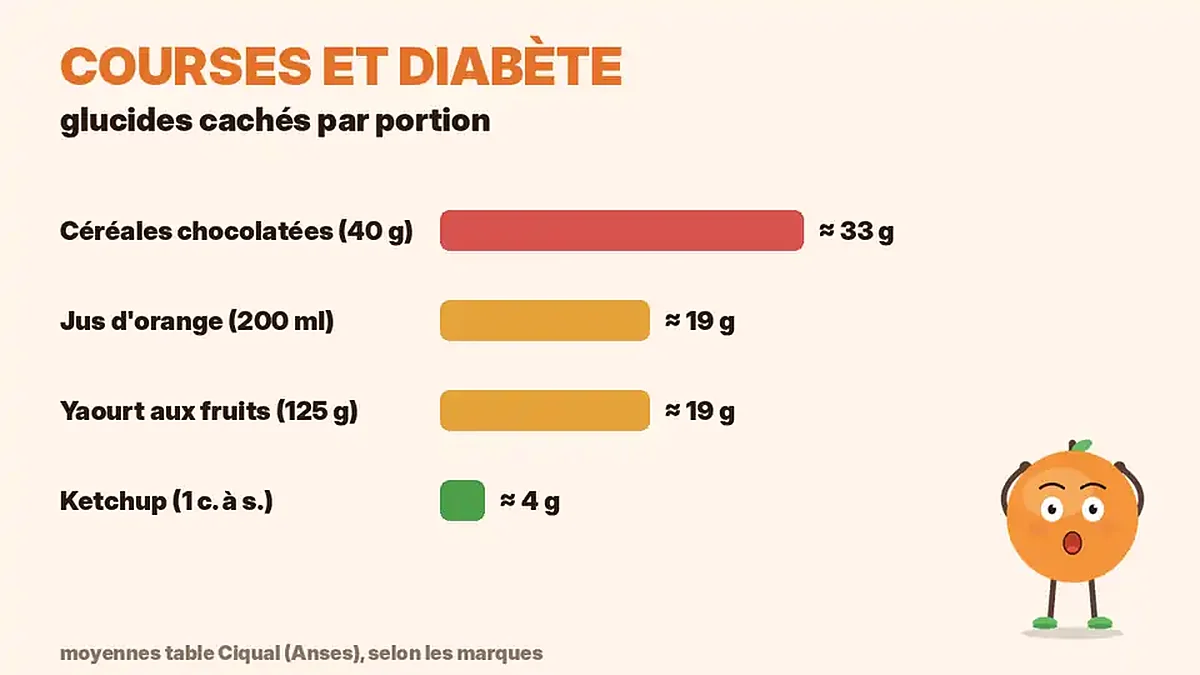 COURSES ET DIABÈTE
glucides cachés par portion
Céréales chocolatées (40 g) ≈ 33 g
Jus d'orange (200 ml) ≈ 19 g
Yaourt aux fruits (125 g) ≈ 19 g
Ketchup (1 c. à s.) ≈ 4 g
moyennes table Ciqual (Anses), selon les marques